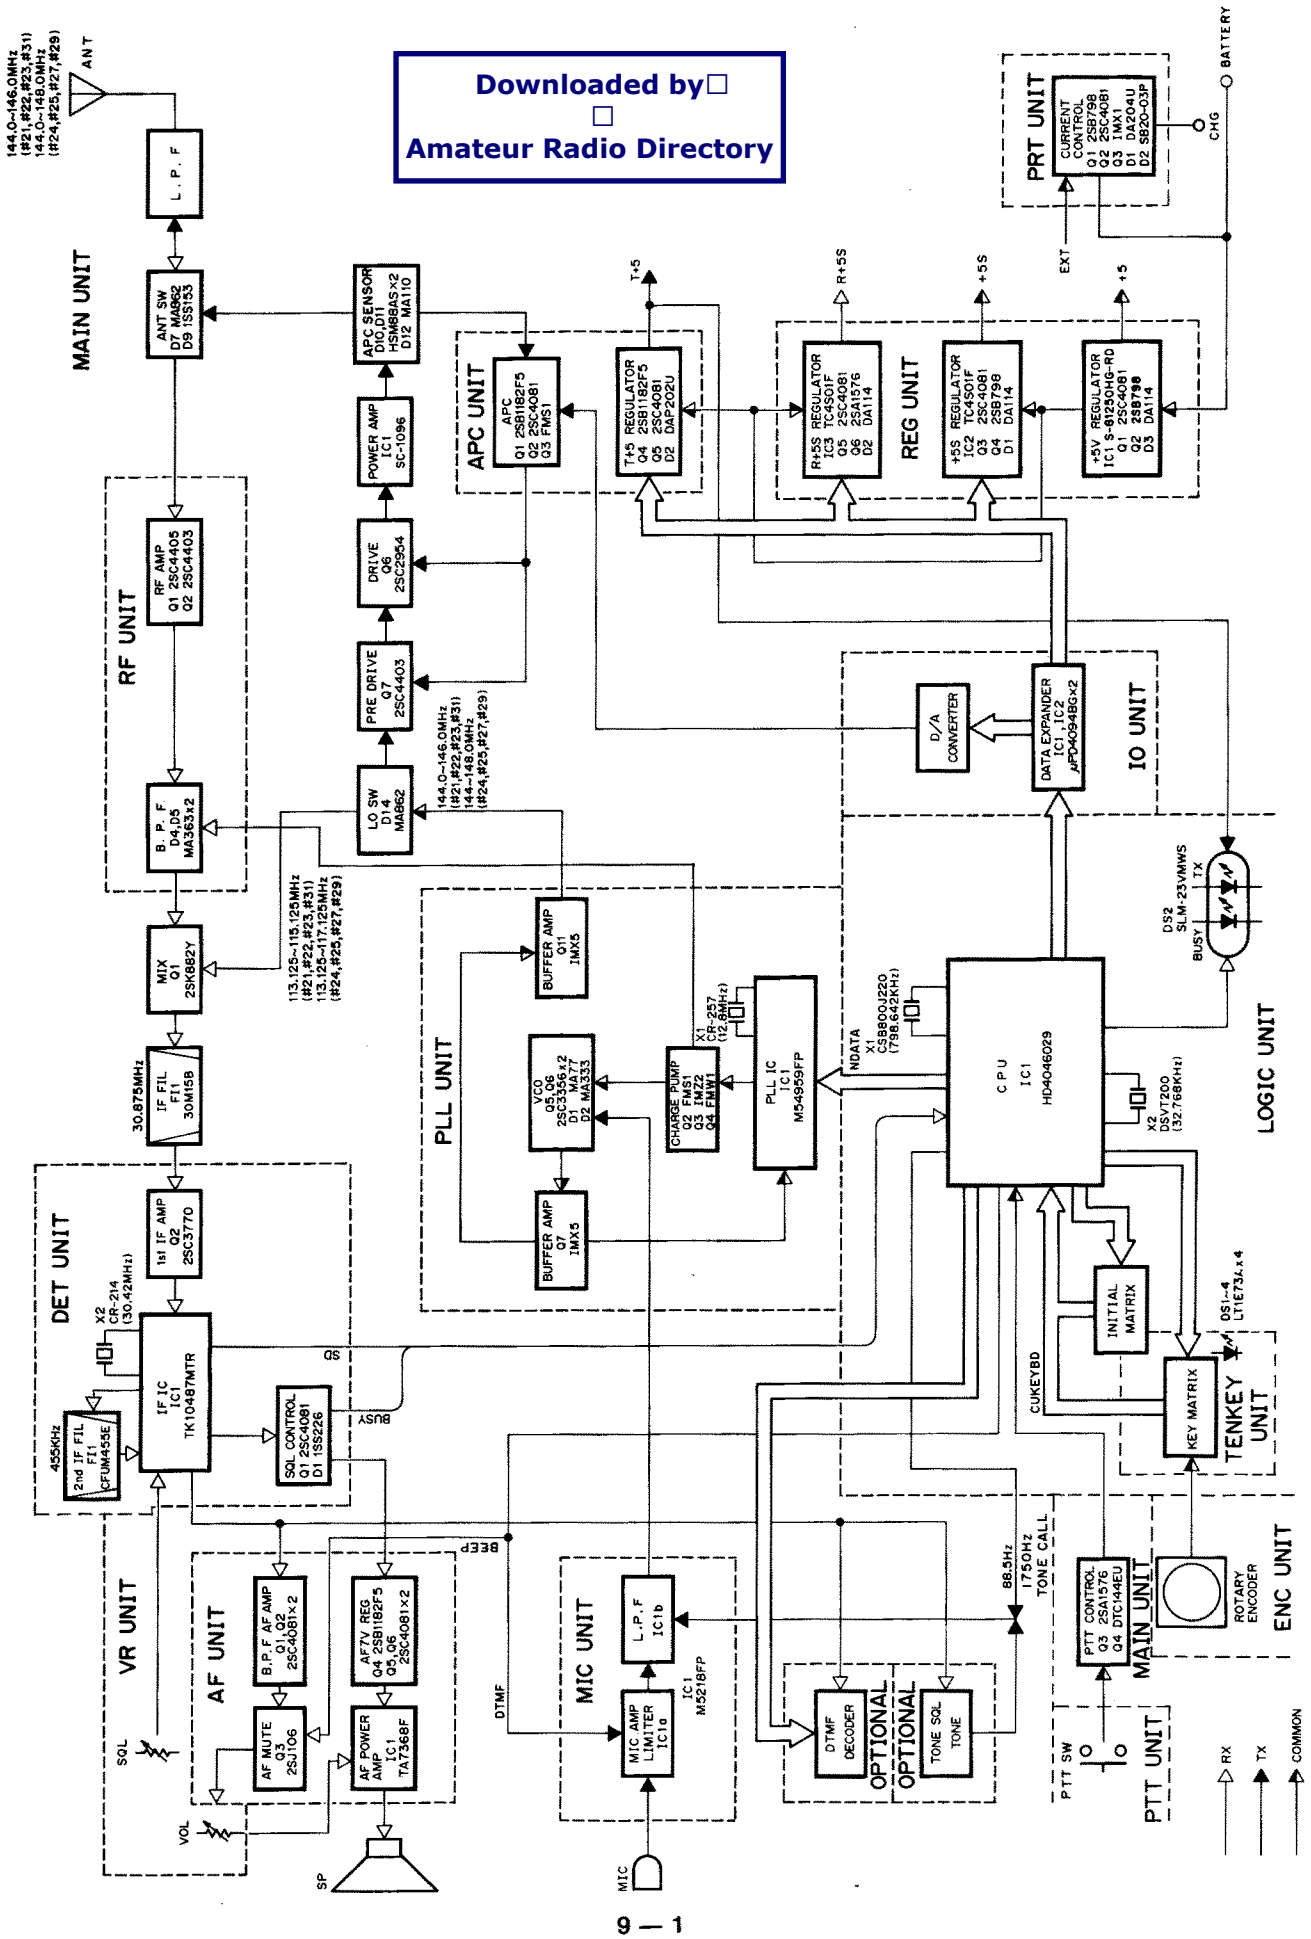 Downloaded by□
□
Amateur Radio Directory
144.0~146.0MHz
(#21,#22,#23,#31)
144.0~148.0MHz
(#24,#25,#27,#29)
ANT
L. P. F
MAIN UNIT
ANT SW
D7 MA862
D9 1SS153
APC SENSOR
D10,D11
HSM88AS×2
D12 MA110
POWER AMP
IC1
SC-1096
DRIVE
Q6
2SC2954
PRE DRIVE
Q7
2SC4403
LO SW
D14
MA862
144.0~146.0MHz
(#21,#22,#23,#31)
144~148.0MHz
(#24,#25,#27,#29)
RF UNIT
RF AMP
Q1 2SC4405
Q2 2SC4403
B. P. F.
D4,D5
MA363×2
MIX
Q1
2SK882Y
113.125~115.125MHz
(#21,#22,#23,#31)
113.125~117.125MHz
(#24,#25,#27,#29)
30.875MHz
IF FIL
FI1
30M15B
DET UNIT
1st IF AMP
Q2
2SC3770
X2
CR-214
(30.42MHz)
IF IC
IC1
TK10487MTR
455KHz
2nd IF FIL
FI1
CFUM455E
SQL CONTROL
Q1 2SC4081
D1 1SS226
SD
BUSY
VR UNIT
SQL
VOL
AF UNIT
B.P.F AF AMP
Q1,Q2
2SC4081×2
AF7V REG
Q4 2SB1182F5
Q5,Q6
2SC4081×2
AF MUTE
Q3
2SJ106
AF POWER
AMP IC1
TA7368F
SP
BEEP
DTMF
APC UNIT
APC
Q1 2SB1182F5
Q2 2SC4081
Q3 FMS1
T+5 REGULATOR
Q4 2SB1182F5
Q5 2SC4081
D2 DAP202U
T+5
REG UNIT
R+5S REGULATOR
IC3 TC4S01F
Q5 2SC4081
Q6 2SA1576
D2 DA114
R+5S
+5S REGULATOR
IC2 TC4S01F
Q3 2SC4081
Q4 2SB798
D1 DA114
+5S
+5V REGULATOR
IC1 S-81250HG-RD
Q1 2SC4081
Q2 2SB798
D3 DA114
+5
PRT UNIT
CURRENT
CONTROL
Q1 2SB798
Q2 2SC4081
Q3 IMX1
D1 DA204U
D2 SB20-03P
EXT
CHG
BATTERY
PLL UNIT
BUFFER AMP
Q11
IMX5
VCO
Q5,Q6
2SC3356×2
D1 MA77
D2 MA333
BUFFER AMP
Q7
IMX5
CHARGE PUMP
Q2 FMS1
Q3 IMZ2
Q4 FMW1
X1
CR-257
(12.8MHz)
PLL IC
IC1
M54959FP
NDATA
IO UNIT
D/A
CONVERTER
DATA EXPANDER
IC1,IC2
μPD4094BG×2
LOGIC UNIT
X1
CSB800J220
(798.642KHz)
CPU
IC1
HD4046029
X2
DSVT200
(32.768KHz)
DS2
SLM-23VMWS
BUSY TX
INITIAL
MATRIX
CUKEYBD
KEY MATRIX
DS1~4
TENKEY
UNIT
MIC UNIT
MIC
MIC AMP
LIMITER
IC1a
L. P. F
IC1b
IC1
M5218FP
88.5Hz
1750Hz
TONE CALL
DTMF
DECODER
OPTIONAL
TONE SQL
TONE
OPTIONAL
PTT CONTROL
Q3 2SA1576
Q4 DTC144EU
MAIN UNIT
PTT SW
PTT UNIT
ROTARY
ENCODER
ENC UNIT
RX
TX
COMMON
9 — 1